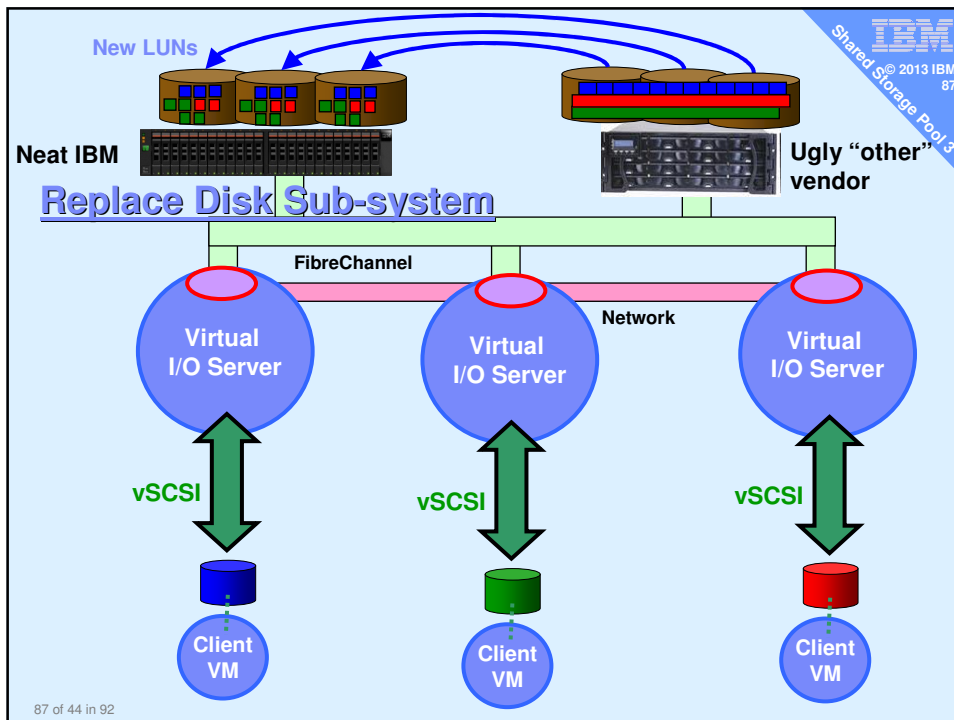 New LUNs
IBM
© 2013 IBM
87
Shared Storage Pool 3
Neat IBM
Ugly “other”
vendor
Replace Disk Sub-system
FibreChannel
Network
Virtual
I/O Server
Virtual
I/O Server
Virtual
I/O Server
vSCSI
vSCSI
vSCSI
Client
VM
Client
VM
Client
VM
87 of 44 in 92